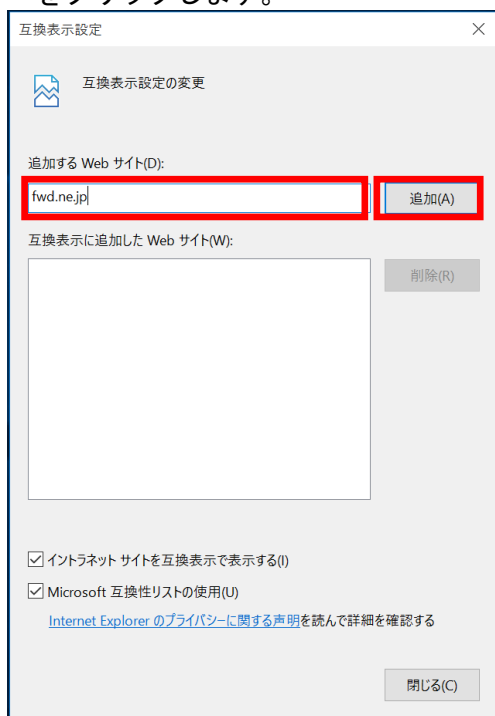 をクリックします。
互換表示設定
互換表示設定の変更
追加する Web サイト(D):
fwd.ne.jp
追加(A)
互換表示に追加した Web サイト(W):
削除(R)
イントラネット サイトを互換表示で表示する(I)
Microsoft 互換性リストの使用(U)
Internet Explorer のプライバシーに関する声明を読んで詳細を確認する
閉じる(C)